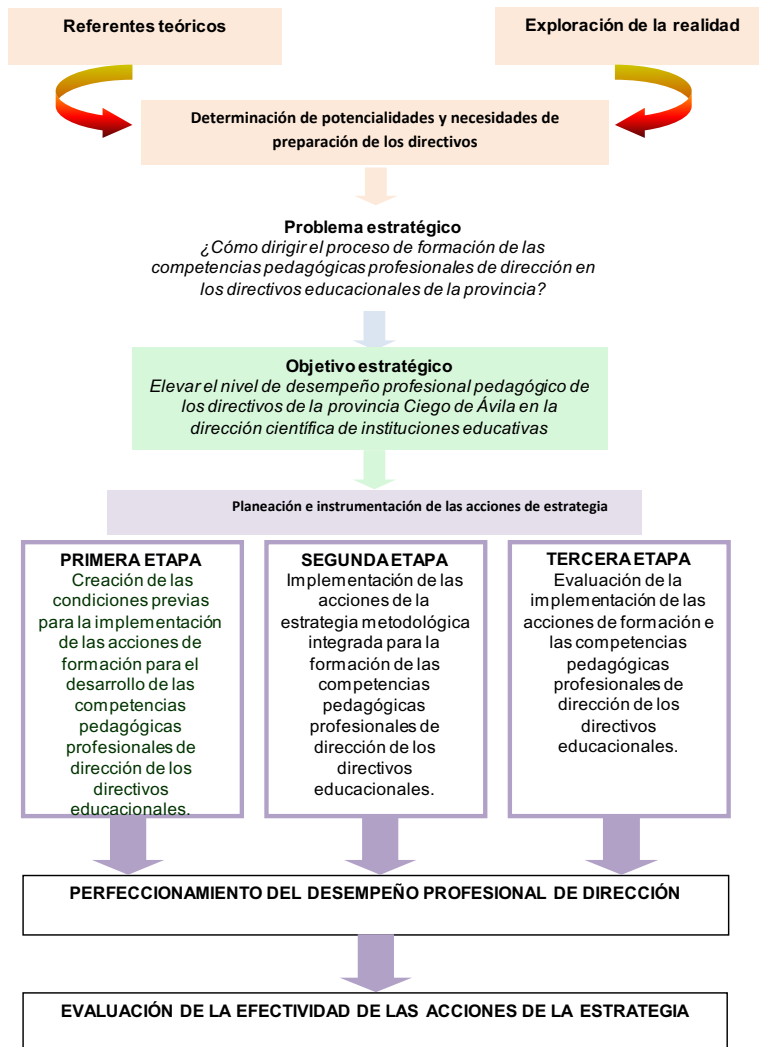 Referentes teóricos
Exploración de la realidad
Determinación de potencialidades y necesidades de
preparación de los directivos
Problema estratégico
¿Cómo dirigir el proceso de formación de las
competencias pedagógicas profesionales de dirección en
los directivos educacionales de la provincia?
Objetivo estratégico
Elevar el nivel de desempeño profesional pedagógico de
los directivos de la provincia Ciego de Ávila en la
dirección científica de instituciones educativas
Planeación e instrumentación de las acciones de estrategia
PRIMERA ETAPA
Creación de las
condiciones previas
para la implementación
de las acciones de
formación para el
desarrollo de las
competencias
pedagógicas
profesionales de
dirección de los
directivos
educacionales.
SEGUNDA ETAPA
Implementación de las
acciones de la
estrategia metodológica
integrada para la
formación de las
competencias
pedagógicas
profesionales de
dirección de los
directivos
educacionales.
TERCERA ETAPA
Evaluación de la
implementación de las
acciones de formación e
las competencias
pedagógicas
profesionales de
dirección de los
directivos
educacionales.
PERFECCIONAMIENTO DEL DESEMPEÑO PROFESIONAL DE DIRECCIÓN
EVALUACIÓN DE LA EFECTIVIDAD DE LAS ACCIONES DE LA ESTRATEGIA